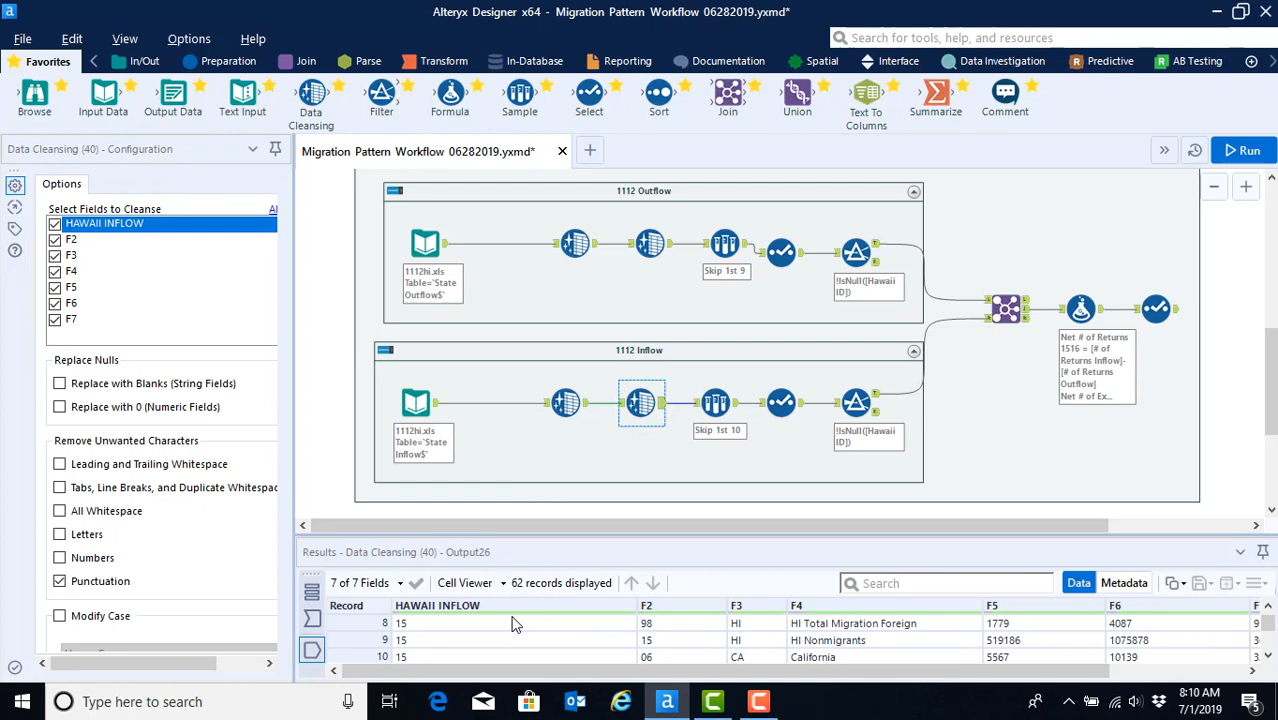 Alteryx Designer x64 - Migration Pattern Workflow 06282019.yxmd*
File Edit View Options Help
Search for tools, help, and resources
Favorites In/Out Preparation Join Parse Transform In-Database Reporting Documentation Spatial Interface Data Investigation Predictive AB Testing
Browse Input Data Output Data Text Input Data Cleansing Filter Formula Sample Select Sort Join Union Text To Columns Summarize Comment
Data Cleansing (40) - Configuration
Migration Pattern Workflow 06282019.yxmd*
Run
Options
Select Fields to Cleanse
HAWAII INFLOW
F2
F3
F4
F5
F6
F7
Replace Nulls
Replace with Blanks (String Fields)
Replace with 0 (Numeric Fields)
Remove Unwanted Characters
Leading and Trailing Whitespace
Tabs, Line Breaks, and Duplicate Whitespac
All Whitespace
Letters
Numbers
Punctuation
Modify Case
1112 Outflow
1112hi.xls
Table=`State
Outflow$`
Skip 1st 9
!IsNull([Hawaii
ID])
1112 Inflow
1112hi.xls
Table=`State
Inflow$`
Skip 1st 10
!IsNull([Hawaii
ID])
Net # of Returns
1516 = [# of
Returns Inflow]-
[# of Returns
Outflow]
Net # of Ex...
Results - Data Cleansing (40) - Output26
7 of 7 Fields Cell Viewer 62 records displayed Search Data Metadata
Record HAWAII INFLOW F2 F3 F4 F5 F6 F
8 15 98 HI HI Total Migration Foreign 1779 4087 9
9 15 15 HI HI Nonmigrants 519186 1075878 3
10 15 06 CA California 5567 10139
Type here to search
8:10 AM
7/1/2019
5